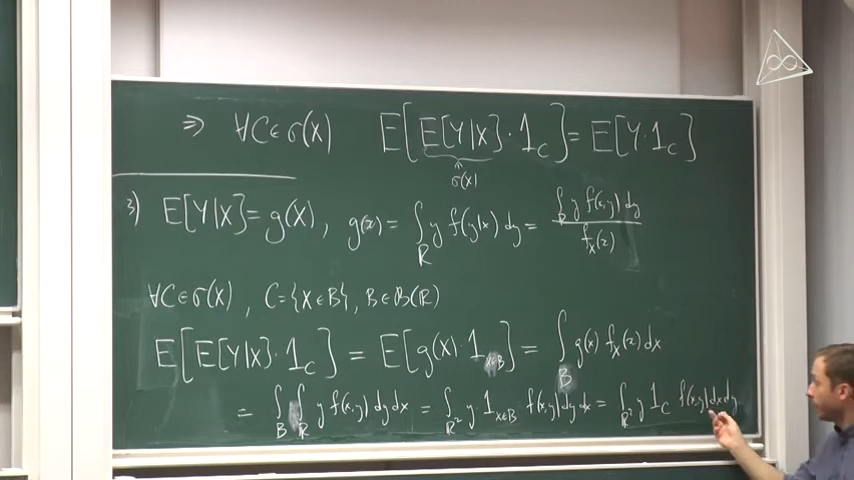 ⇒ ∀C∈σ(X) E[E[Y|X]·1_C] = E[Y·1_C]
σ(X)
3) E[Y|X] = g(X), g(x) = ∫_R y f(y|x) dy = ∫_R y f(x,y) dy / f_X(x)
∀C∈σ(X), C={X∈B}, B∈B(R)
E[E[Y|X]·1_C] = E[g(X)·1_{X∈B}] = ∫_B g(x) f_X(x) dx
= ∫_B ∫_R y f(x,y) dy dx = ∫_{R²} y·1_{x∈B} f(x,y) dy dx = ∫_{R²} y 1_C f(x,y) dx dy